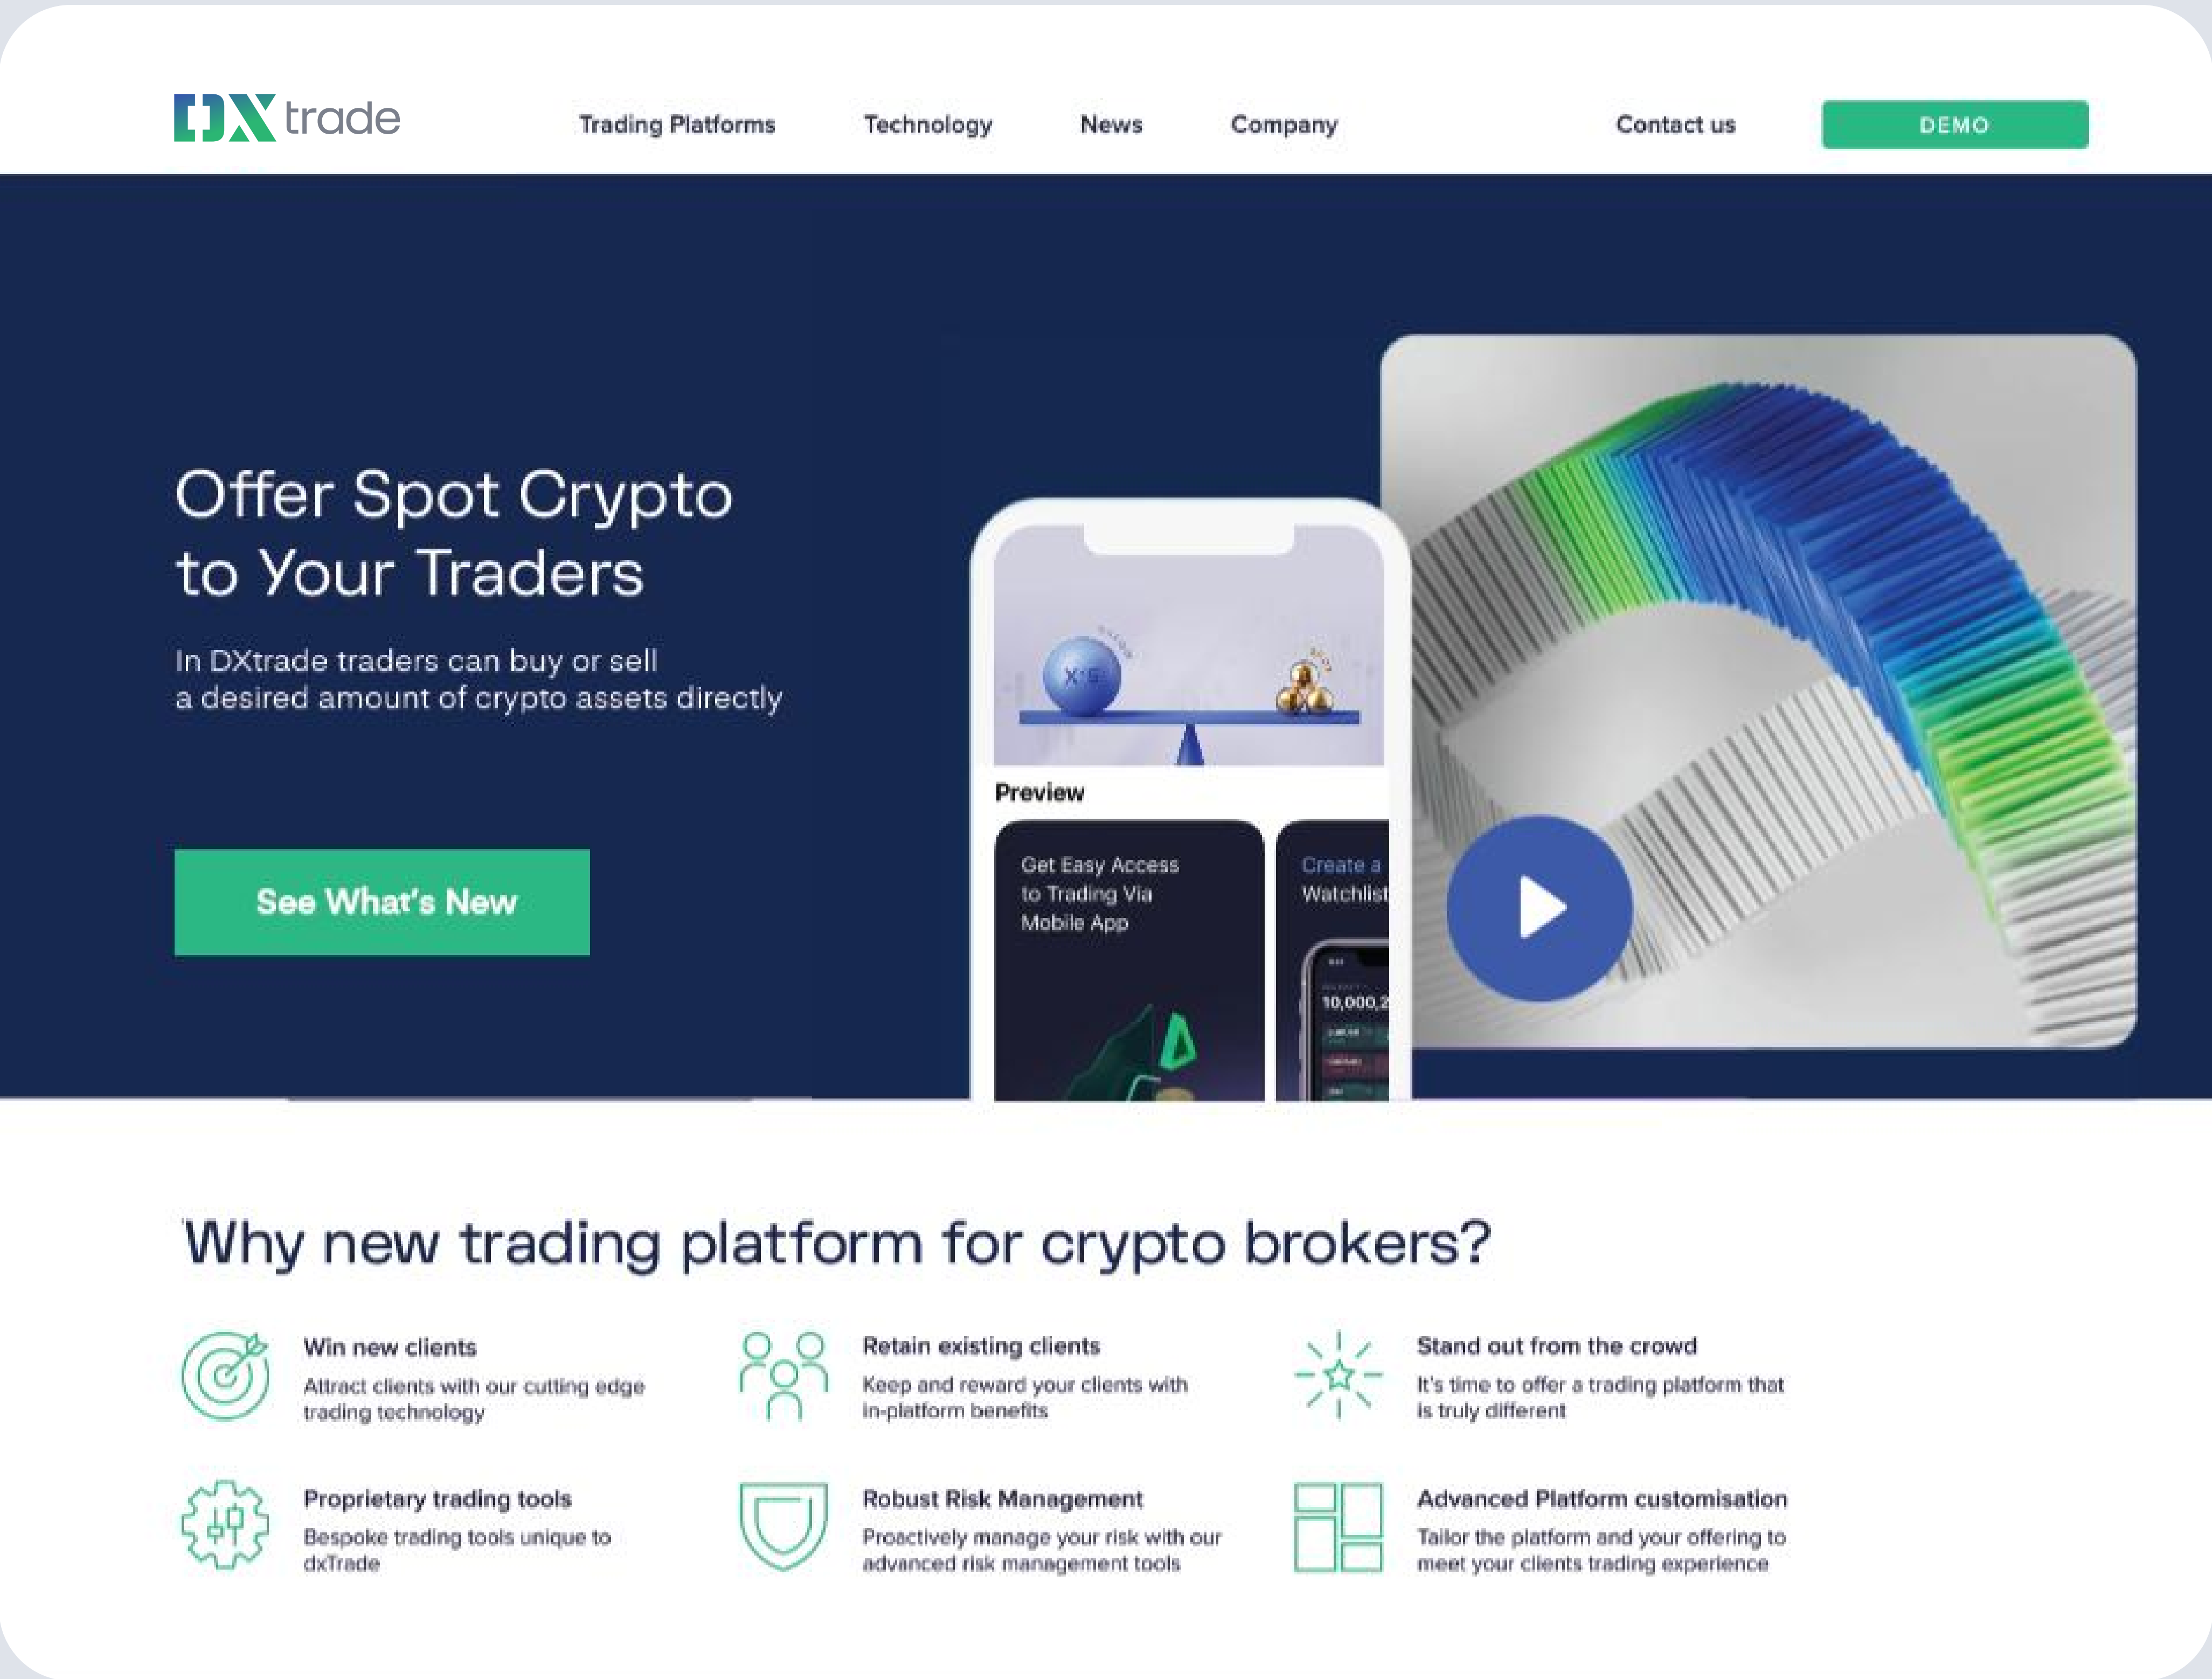 DX trade
Trading Platforms
Technology
News
Company
Contact us
DEMO
Offer Spot Crypto
to Your Traders
In DXtrade traders can buy or sell
a desired amount of crypto assets directly
See What's New
Preview
Get Easy Access
to Trading Via
Mobile App
Create a
Watchlist
10,000,2
Why new trading platform for crypto brokers?
Win new clients
Attract clients with our cutting edge
trading technology
Retain existing clients
Keep and reward your clients with
in-platform benefits
Stand out from the crowd
It's time to offer a trading platform that
is truly different
Proprietary trading tools
Bespoke trading tools unique to
dxTrade
Robust Risk Management
Proactively manage your risk with our
advanced risk management tools
Advanced Platform customisation
Tailor the platform and your offering to
meet your clients trading experience